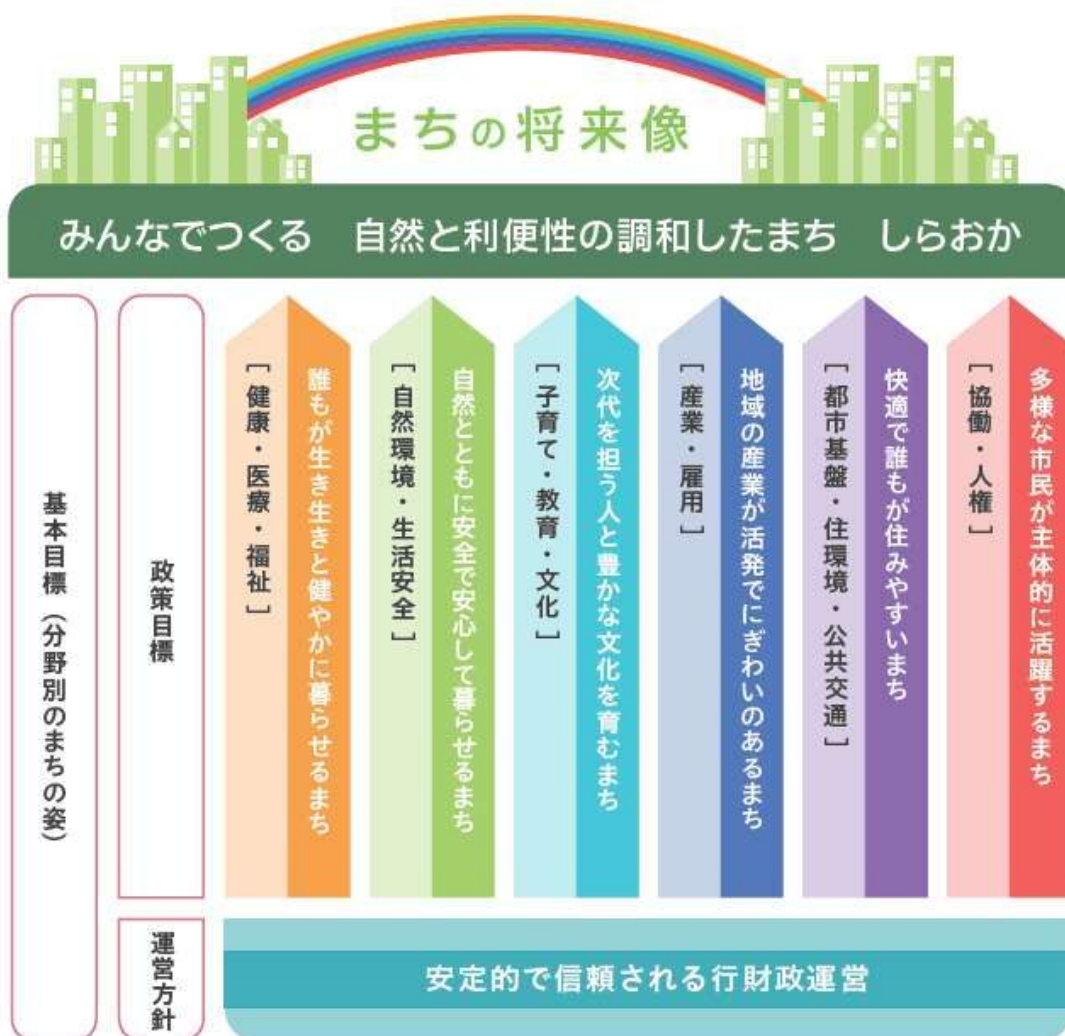 まちの将来像
みんなでつくる　自然と利便性の調和したまち　しらおか
基本目標（分野別のまちの姿）
政策目標
［健康・医療・福祉］
誰もが生き生きと健やかに暮らせるまち
［自然環境・生活安全］
自然とともに安全で安心して暮らせるまち
［子育て・教育・文化］
次代を担う人と豊かな文化を育むまち
［産業・雇用］
地域の産業が活発でにぎわいのあるまち
［都市基盤・住環境・公共交通］
快適で誰もが住みやすいまち
［協働・人権］
多様な市民が主体的に活躍するまち
運営方針
安定的で信頼される行財政運営